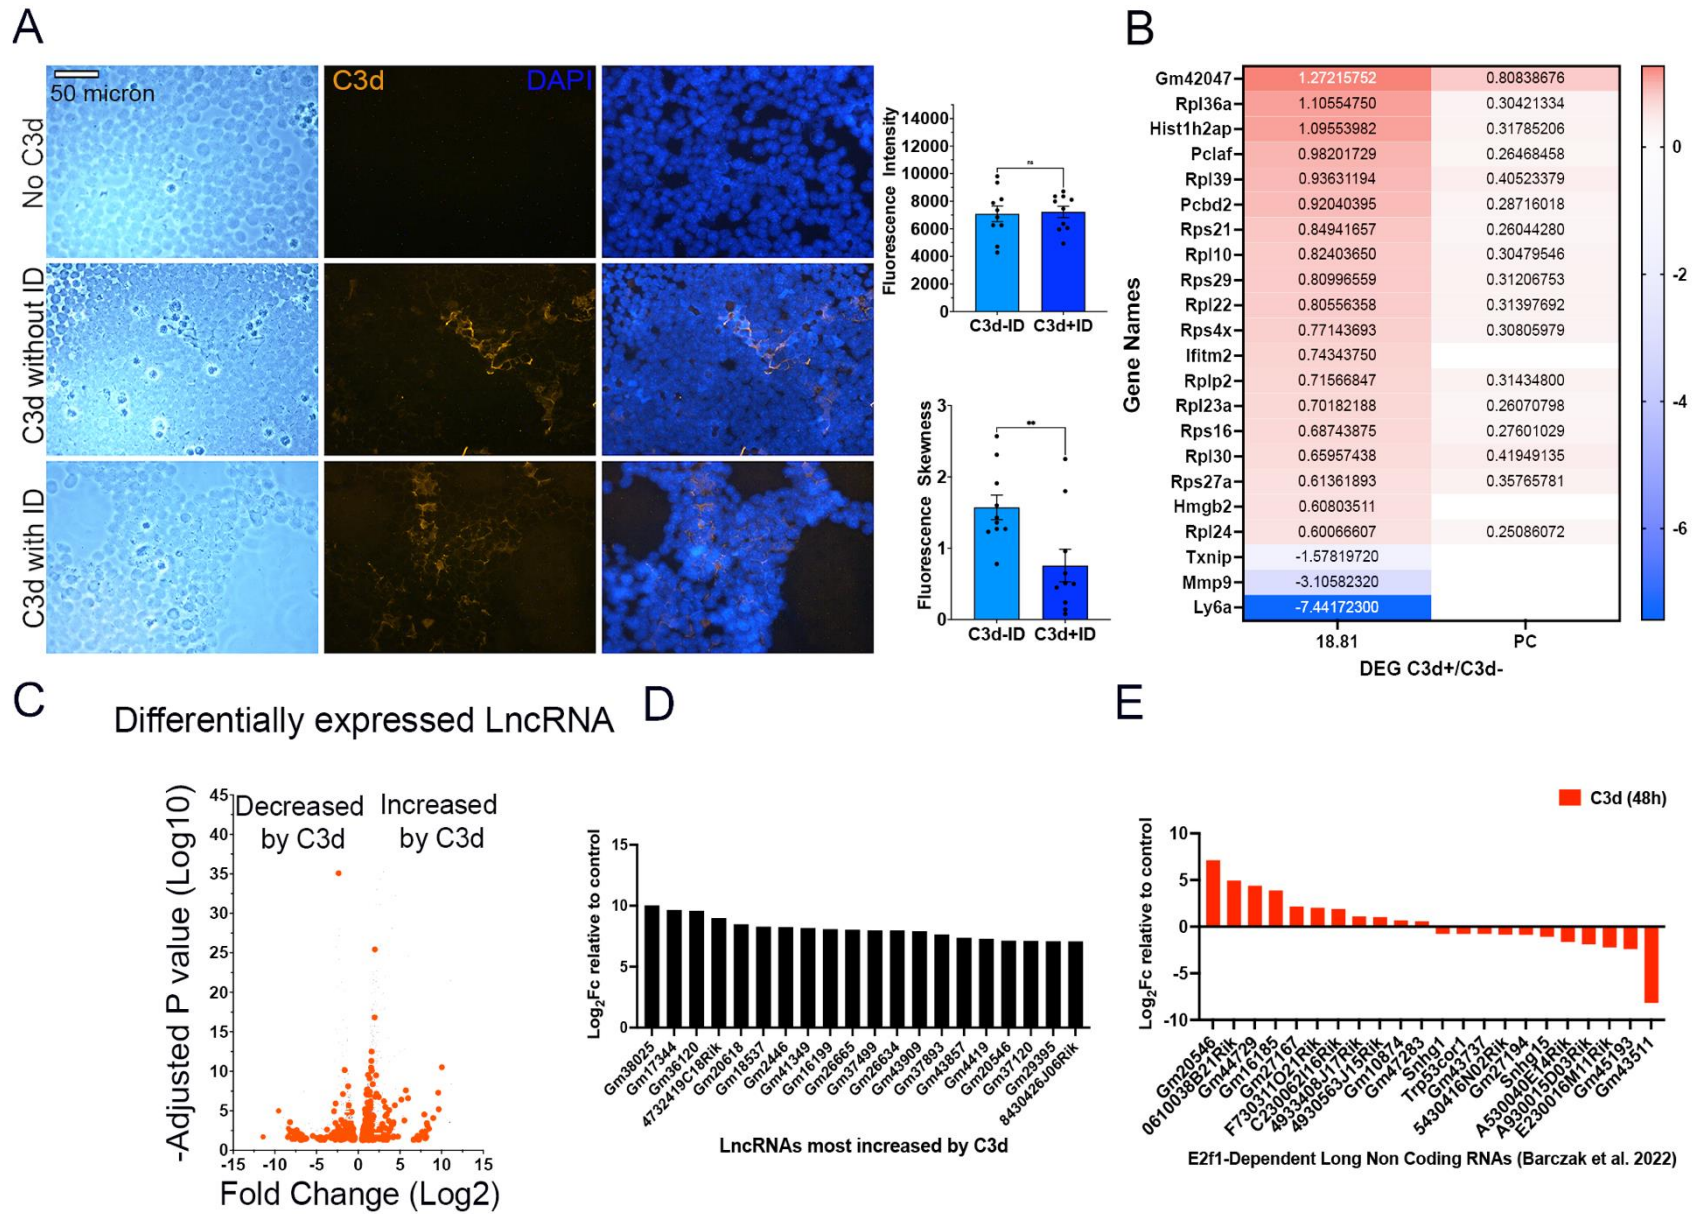 A
50 micron
C3d
DAPI
No C3d
C3d without ID
C3d with ID
Fluorescence Intensity
14000
12000
10000
8000
6000
4000
2000
0
ns
C3d-ID C3d+ID
Fluorescence Skewness
3
2
1
0
**
C3d-ID C3d+ID
B
Gene Names
Gm42047 1.27215752 0.80838676
Rpl36a 1.10554750 0.30421334
Hist1h2ap 1.09553982 0.31785206
Pclaf 0.98201729 0.26468458
Rpl39 0.93631194 0.40523379
Pcbd2 0.92040395 0.28716018
Rps21 0.84941657 0.26044280
Rpl10 0.82403650 0.30479546
Rps29 0.80996559 0.31206753
Rpl22 0.80556358 0.31397692
Rps4x 0.77143693 0.30805979
Ifitm2 0.74343750
Rplp2 0.71566847 0.31434800
Rpl23a 0.70182188 0.26070798
Rps16 0.68743875 0.27601029
Rpl30 0.65957438 0.41949135
Rps27a 0.61361893 0.35765781
Hmgb2 0.60803511
Rpl24 0.60066607 0.25086072
Txnip -1.57819720
Mmp9 -3.10582320
Ly6a -7.44172300
18.81 PC
DEG C3d+/C3d-
0
-2
-4
-6
C
Differentially expressed LncRNA
-Adjusted P value (Log10)
45
40
35
30
25
20
15
10
5
0
Decreased
by C3d
Increased
by C3d
-15 -10 -5 0 5 10 15
Fold Change (Log2)
D
Log2Fc relative to control
15
10
5
0
Gm38025
Gm17344
Gm36120
4732419C18Rik
Gm20618
Gm18537
Gm2446
Gm41349
Gm16199
Gm26665
Gm37499
Gm26634
Gm43909
Gm37893
Gm43857
Gm4419
Gm20546
Gm37120
Gm29395
8430426J06Rik
LncRNAs most increased by C3d
E
C3d (48h)
Log2Fc relative to control
10
5
0
-5
-10
Gm20546
0610038B21Rik
Gm44729
Gm16185
Gm27167
F730311O21Rik
C230062I16Rik
4933408J17Rik
4930563J15Rik
Gm10874
Gm47283
Snhg1
Trp53cor1
Gm43737
5430416N02Rik
Gm27194
Snhg15
A530040E14Rik
A930015D03Rik
E230016M11Rik
Gm45193
Gm43511
E2f1-Dependent Long Non Coding RNAs (Barczak et al. 2022)